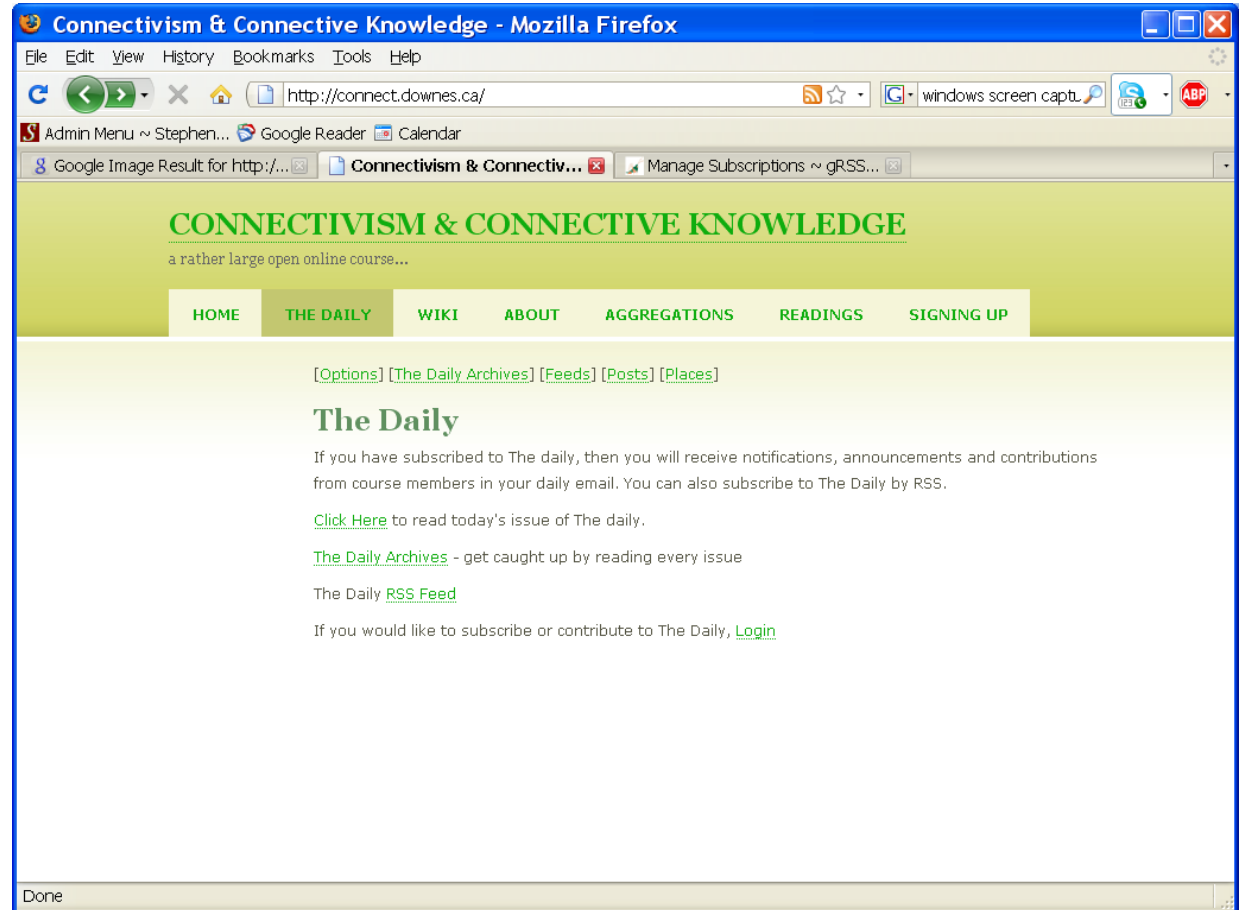 Connectivism & Connective Knowledge - Mozilla Firefox
File Edit View History Bookmarks Tools Help
http://connect.downes.ca/ G windows screen captu 123 ABP
S Admin Menu ~ Stephen... Google Reader Calendar
8 Google Image Result for http:/... Connectivism & Connectiv... Manage Subscriptions ~ gRSS...
CONNECTIVISM & CONNECTIVE KNOWLEDGE
a rather large open online course...
HOME THE DAILY WIKI ABOUT AGGREGATIONS READINGS SIGNING UP
[Options] [The Daily Archives] [Feeds] [Posts] [Places]
The Daily
If you have subscribed to The daily, then you will receive notifications, announcements and contributions
from course members in your daily email. You can also subscribe to The Daily by RSS.
Click Here to read today's issue of The daily.
The Daily Archives - get caught up by reading every issue
The Daily RSS Feed
If you would like to subscribe or contribute to The Daily, Login
Done